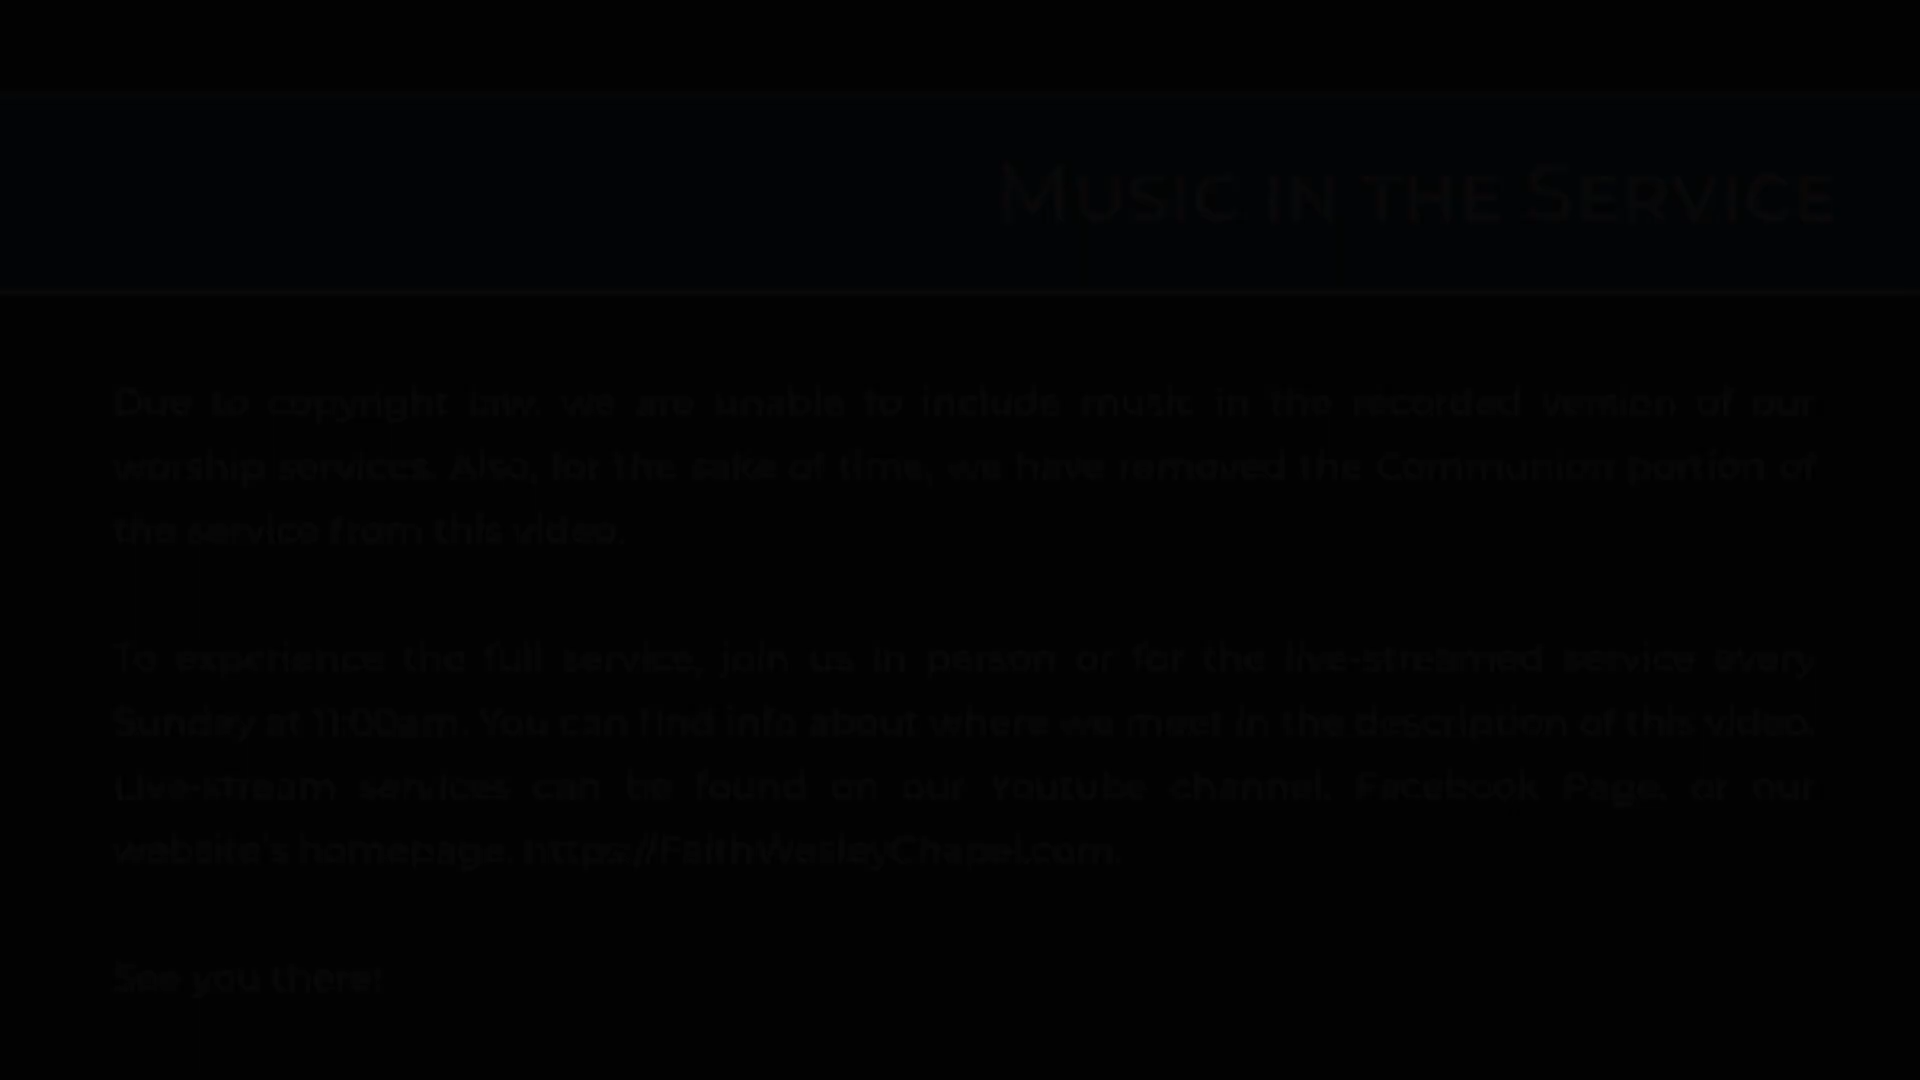 Music in the Service
Due to copyright law, we are unable to include music in the recorded version of our
worship services. Also, for the sake of time, we have removed the Communion portion of
the service from this video.
To experience the full service, join us in person or for the live-streamed service every
Sunday at 11:00am. You can find info about where we meet in the description of this video.
Live-stream services can be found on our Youtube channel, Facebook Page, or our
website's homepage. https://FaithWesleyChapel.com.
See you there!